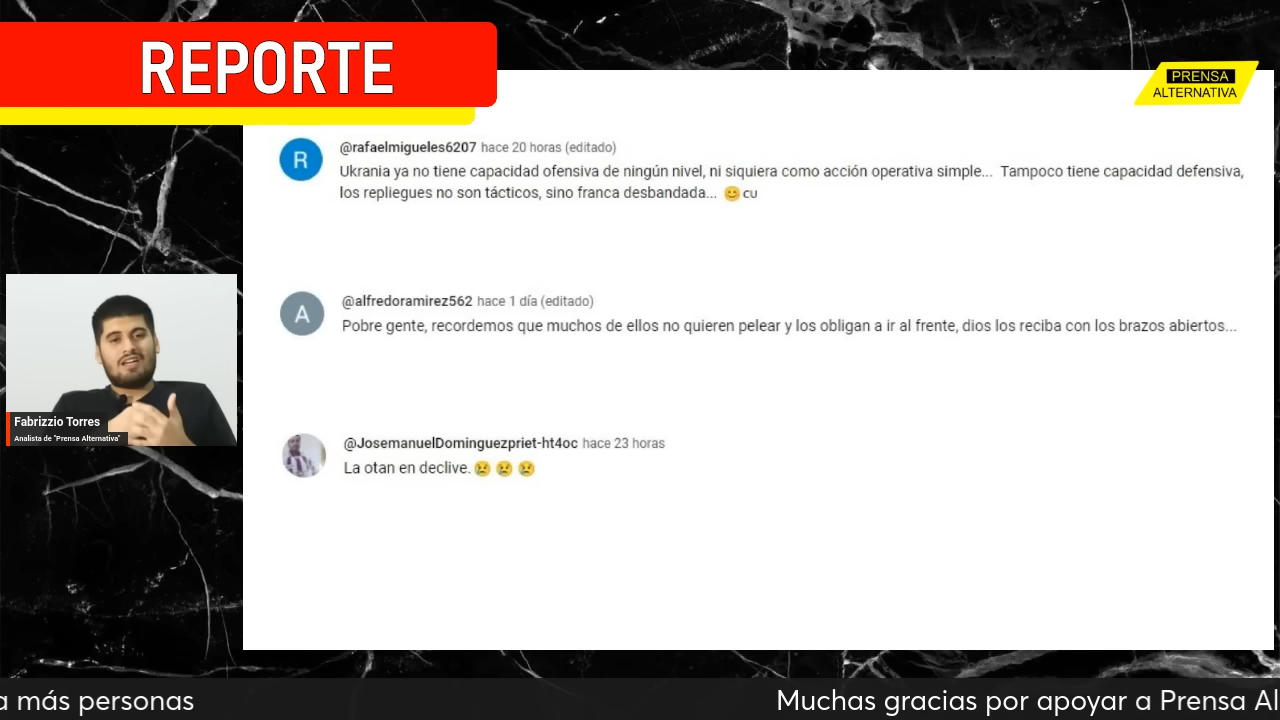 REPORTE
PRENSA
ALTERNATIVA
@rafaelmigueles6207 hace 20 horas (editado)
Ukrania ya no tiene capacidad ofensiva de ningún nivel, ni siquiera como acción operativa simple... Tampoco tiene capacidad defensiva,
los repliegues no son tácticos, sino franca desbandada... 😊 CU
@alfredoramirez562 hace 1 día (editado)
Pobre gente, recordemos que muchos de ellos no quieren pelear y los obligan a ir al frente, dios los reciba con los brazos abiertos...
@JosemanuelDominguezpriet-ht4oc hace 23 horas
La otan en declive. 😢 😢 😢
R
A
Fabrizzio Torres
Analista de "Prensa Alternativa"
a más personas
Muchas gracias por apoyar a Prensa Al